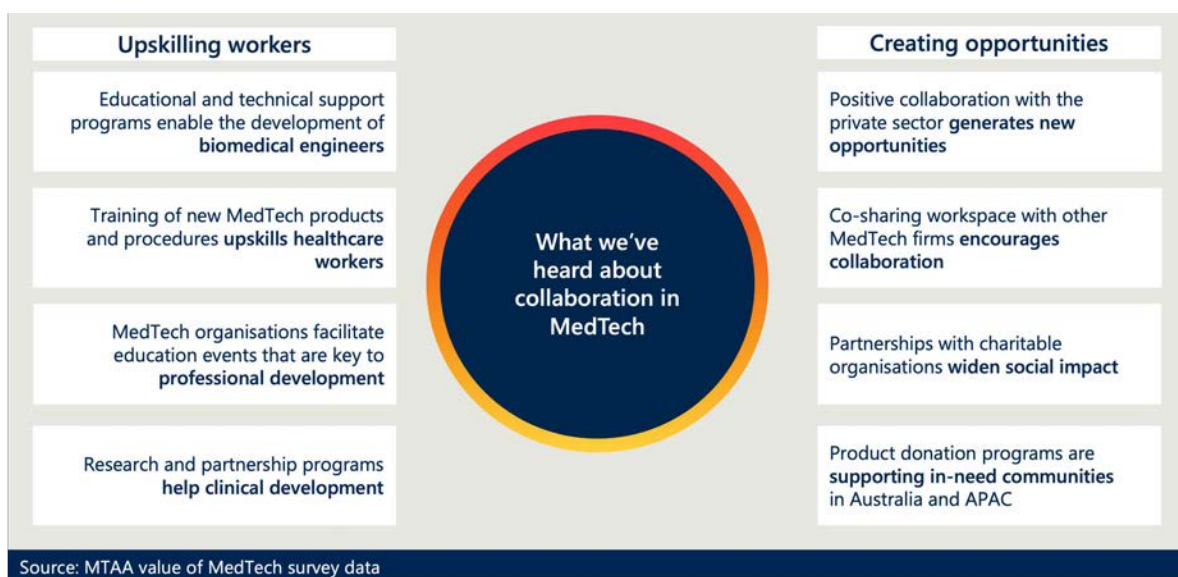 Upskilling workers
Educational and technical support
programs enable the development of
biomedical engineers
Training of new MedTech products
and procedures upskills healthcare
workers
MedTech organisations facilitate
education events that are key to
professional development
Research and partnership programs
help clinical development
What we’ve
heard about
collaboration in
MedTech
Creating opportunities
Positive collaboration with the
private sector generates new
opportunities
Co-sharing workspace with other
MedTech firms encourages
collaboration
Partnerships with charitable
organisations widen social impact
Product donation programs are
supporting in-need communities
in Australia and APAC
Source: MTAA value of MedTech survey data